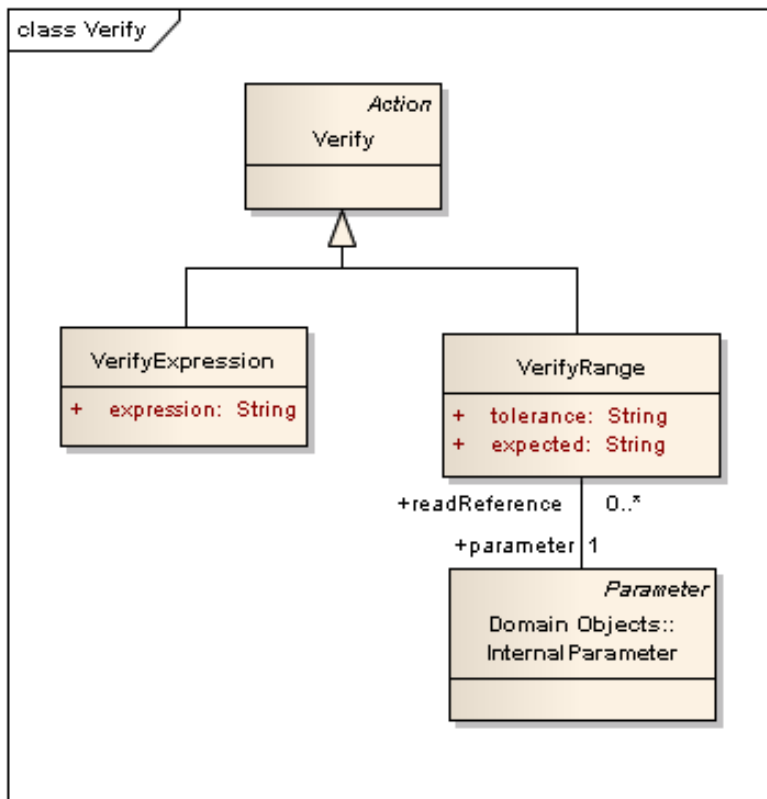 class Verify
Action
Verify
VerifyExpression
+ expression: String
VerifyRange
+ tolerance: String
+ expected: String
+readReference 0..*
+parameter 1
Parameter
Domain Objects::
InternalParameter